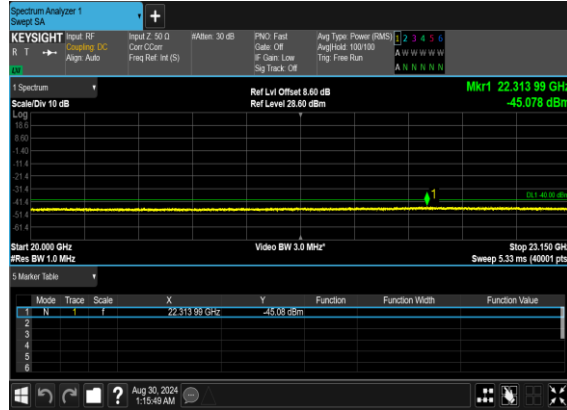 Spectrum Analyzer 1
Swept SA
+
KEYSIGHT Input: RF Input Z: 50 Ω #Atten: 30 dB PNO: Fast Avg Type: Power (RMS) 1 2 3 4 5 6
R T Coupling: DC Corr CCorr Gate: Off Avg|Hold: 100/100 A W W W W W
Align: Auto Freq Ref: Int (S) IF Gain: Low Trig: Free Run
LV Sig Track: Off A N N N N N
1 Spectrum Ref Lvl Offset 8.60 dB Mkr1 22.313 99 GHz
Scale/Div 10 dB Ref Level 28.60 dBm -45.078 dBm
Log
18.6
8.60
-1.40
-11.4
-21.4
-31.4 1 DL1 -40.00 dBm
-41.4
-51.4
-61.4
Start 20.000 GHz Video BW 3.0 MHz* Stop 23.150 GHz
#Res BW 1.0 MHz Sweep 5.33 ms (40001 pts)
5 Marker Table
Mode Trace Scale X Y Function Function Width Function Value
1 N 1 f 22.313 99 GHz -45.08 dBm
2
3
4
5
6
? Aug 30, 2024
1:15:49 AM